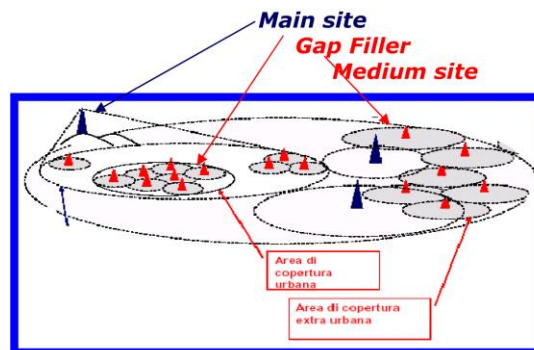 Main site
Gap Filler
Medium site
Area di
copertura
urbana
Area di copertura
extra urbana